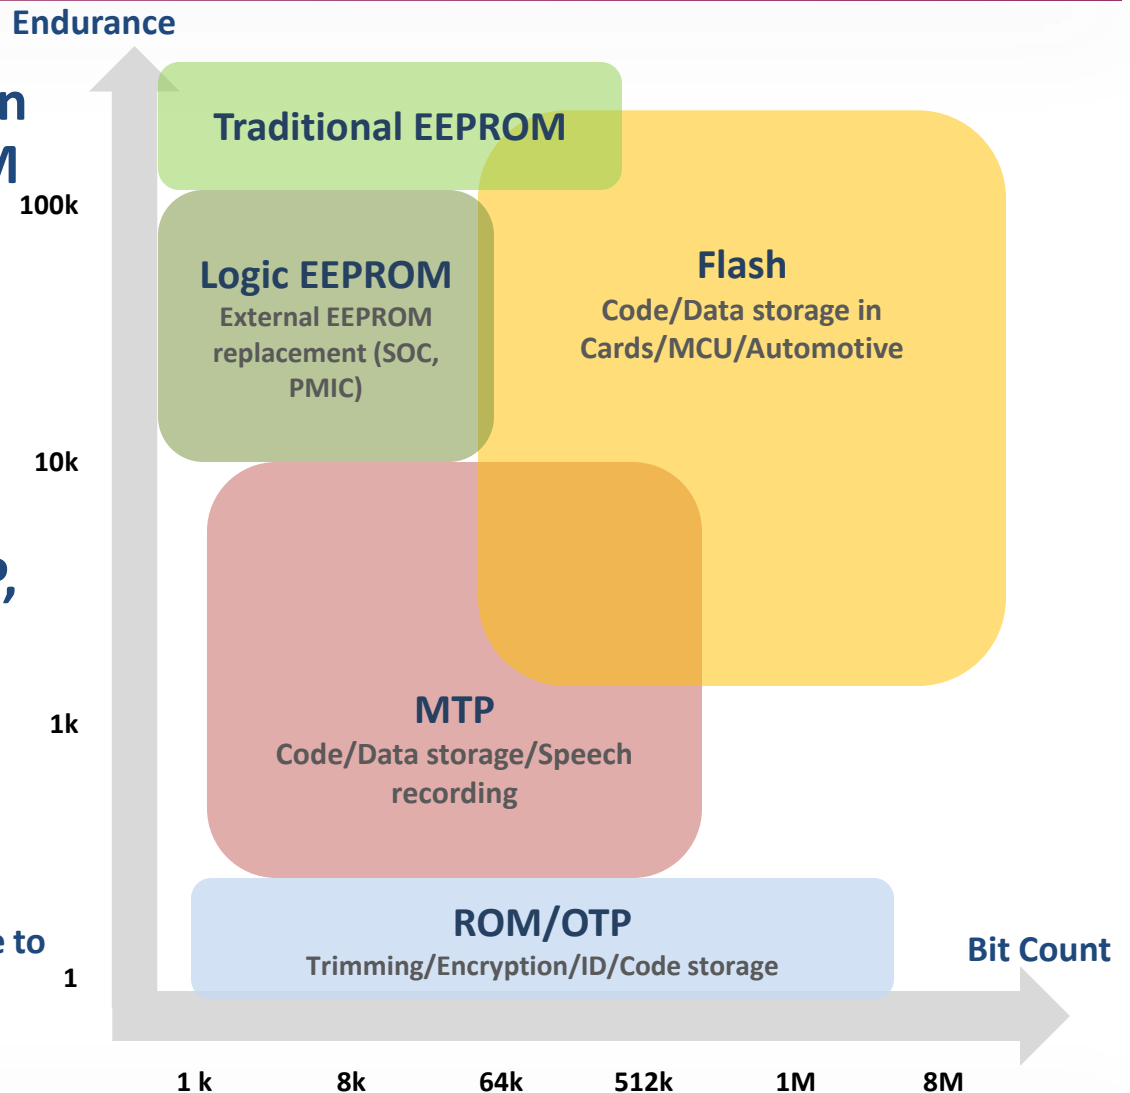 Endurance
Traditional EEPROM
100k
Logic EEPROM
External EEPROM
replacement (SOC,
PMIC)
Flash
Code/Data storage in
Cards/MCU/Automotive
10k
1k
MTP
Code/Data storage/Speech
recording
ROM/OTP
Trimming/Encryption/ID/Code storage
to
1
Bit Count
1 k
8k
64k
512k
1M
8M